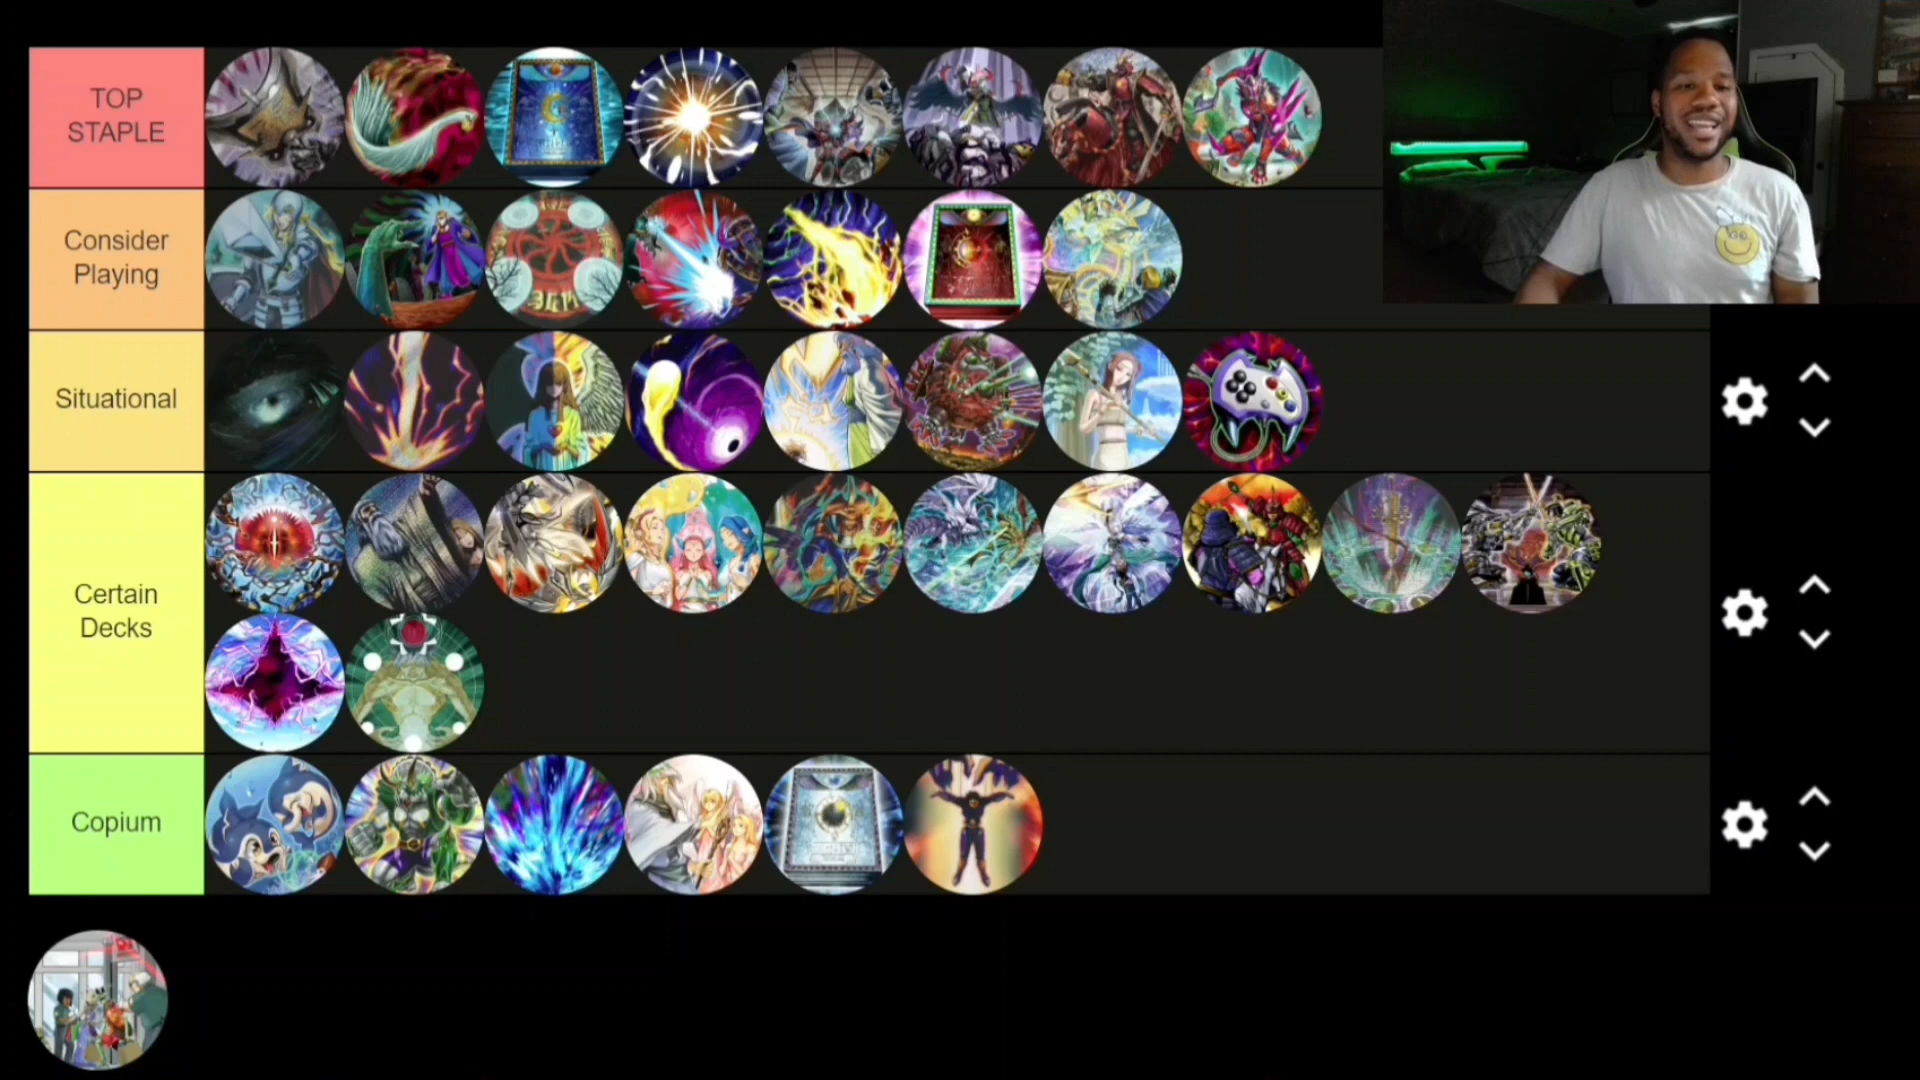 TOP
STAPLE
Consider
Playing
Situational
Certain
Decks
Copium